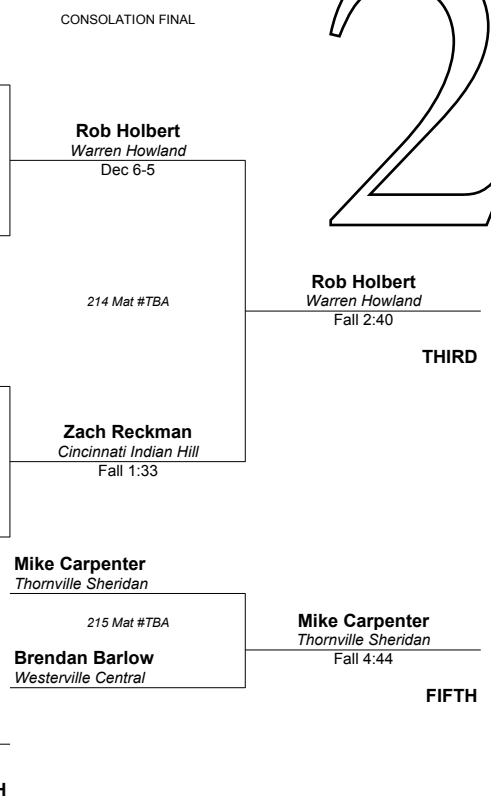 CONSOLATION FINAL
2
Rob Holbert
Warren Howland
Dec 6-5
214 Mat #TBA
Rob Holbert
Warren Howland
Fall 2:40
THIRD
Zach Reckman
Cincinnati Indian Hill
Fall 1:33
Mike Carpenter
Thornville Sheridan
215 Mat #TBA
Brendan Barlow
Westerville Central
Mike Carpenter
Thornville Sheridan
Fall 4:44
FIFTH
H